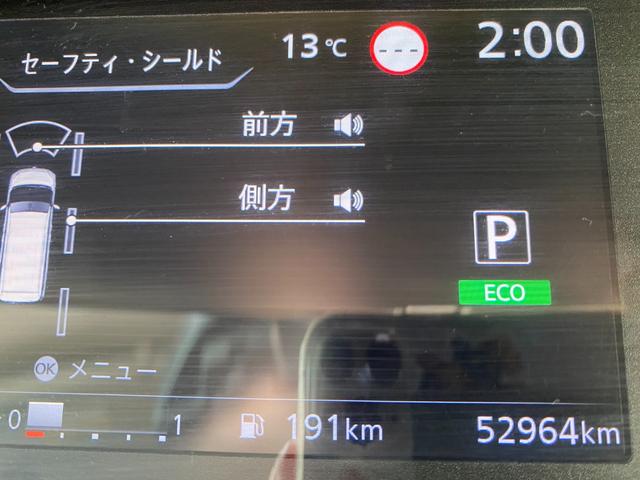 セーフティ・シールド 13℃ --- 2:00
前方
側方
P
ECO
OK メニュー
0 1 191km 52964km